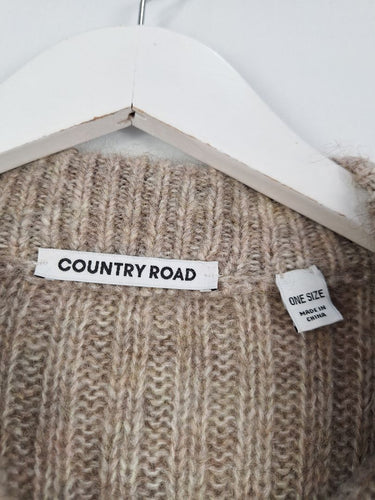 COUNTRY ROAD
ONE SIZE
MADE IN
CHINA